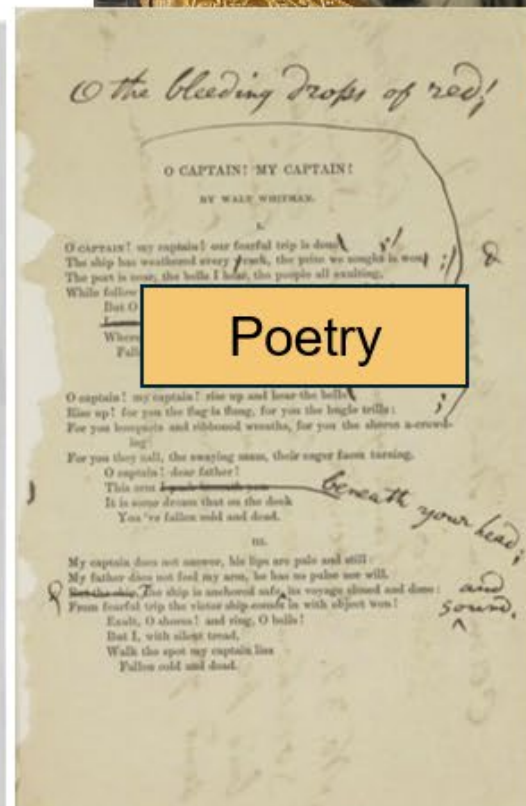 O the bleeding drops of red;!
O CAPTAIN! MY CAPTAIN!
BY WALT WHITMAN.
I.
O CAPTAIN! my captain! our fearful trip is done ;!
The ship has weathered every rack, the prize we sought is won ;! &
The port is near, the bells I hear, the people all exulting,
While follow
But O
Where
Fall
Poetry
O captain! my captain! rise up and hear the bells ;
Rise up! for you the flag is flung, for you the bugle trills:
For you bouquets and ribboned wreaths, for you the shores a-crowd-
ing:
For you they call, the swaying mass, their eager faces turning.
O captain! dear father!
This arm I push beneath you beneath your head;
It is some dream that on the deck
You 've fallen cold and dead.
III.
My captain does not answer, his lips are pale and still:
My father does not feel my arm, he has no pulse nor will.
But the ship, The ship is anchored safe, its voyage closed and done: and sound,
From fearful trip the victor ship comes in with object won!
Exult, O shores! and ring, O bells!
But I, with silent tread,
Walk the spot my captain lies
Fallen cold and dead.